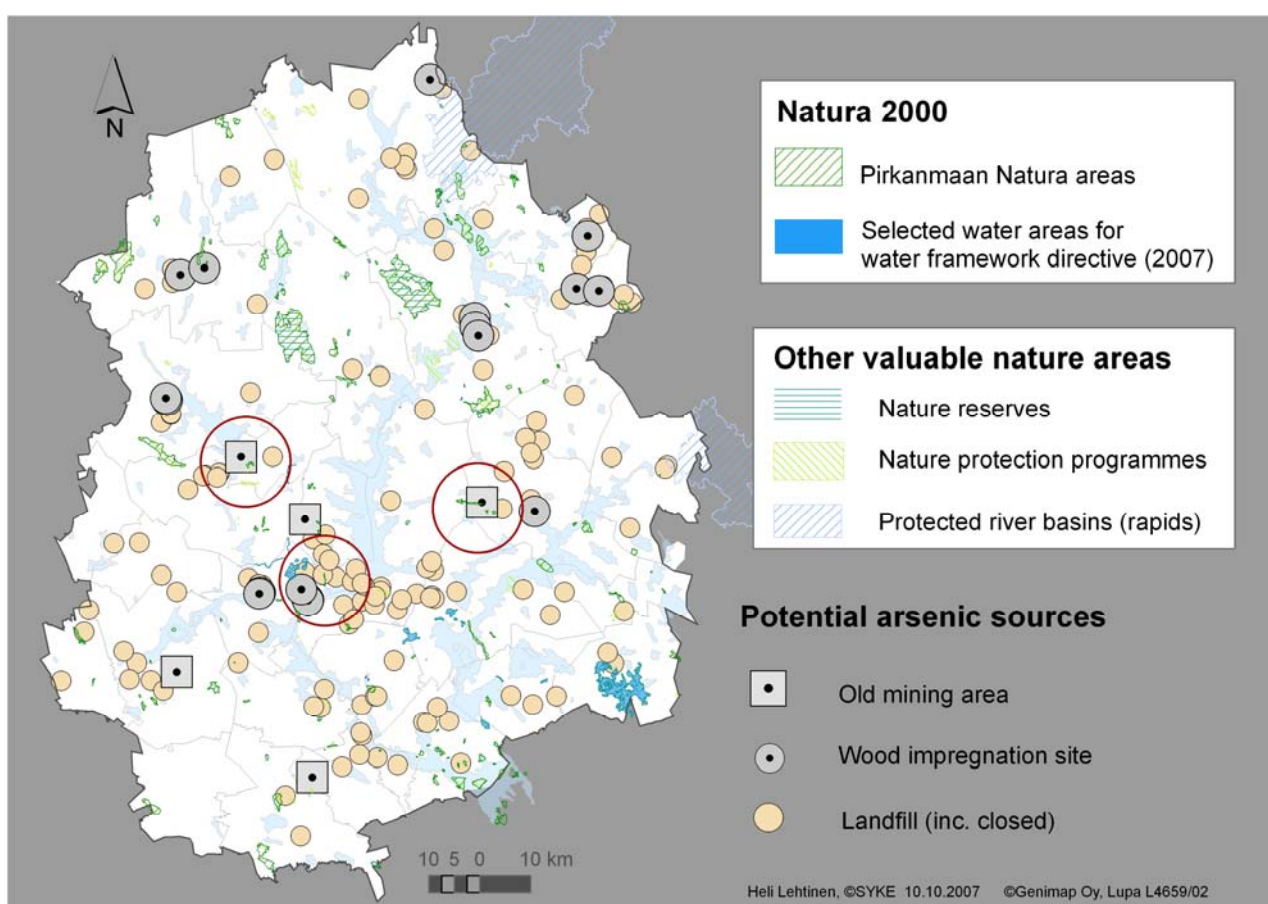 N
Natura 2000
Pirkanmaan Natura areas
Selected water areas for
water framework directive (2007)
Other valuable nature areas
Nature reserves
Nature protection programmes
Protected river basins (rapids)
Potential arsenic sources
Old mining area
Wood impregnation site
Landfill (inc. closed)
10 5 0 10 km
Heli Lehtinen, ©SYKE 10.10.2007 ©Genimap Oy, Lupa L4659/02